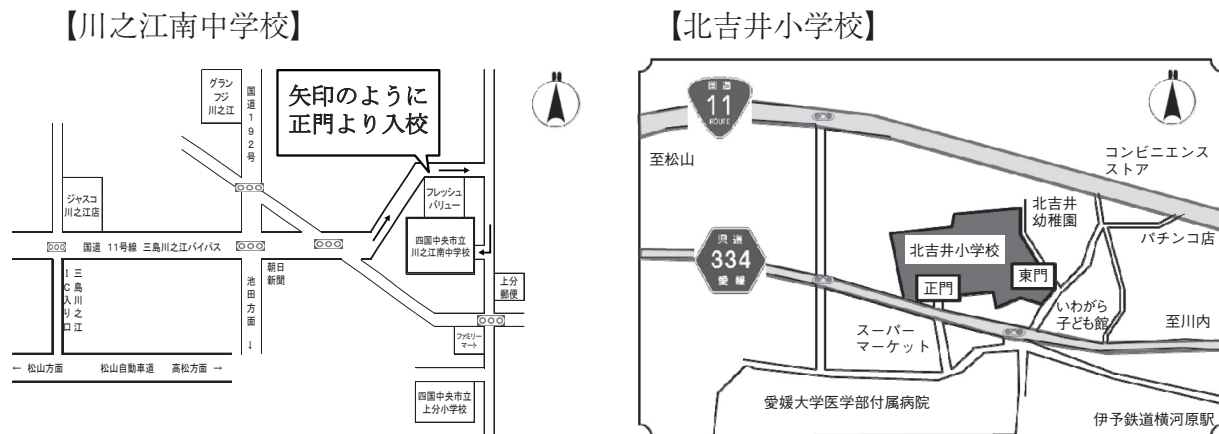 【川之江南中学校】
グラン
フジ
川之江
国道192号
矢印のように
正門より入校
N
ジャスコ
川之江店
フレッシュ
バリュー
四国中央市立
川之江南中学校
国道 11号線 三島川之江バイパス
三島川之江
IC入り口
池田方面 ↓
朝日
新聞
上分
郵便
ファミリー
マート
← 松山方面 松山自動車道 高松方面 →
四国中央市立
上分小学校
【北吉井小学校】
国道
11
ROUTE
N
至松山
コンビニエンス
ストア
北吉井
幼稚園
パチンコ店
北吉井小学校
県道
334
愛媛
東門
正門
いわがら
子ども館
至川内
スーパー
マーケット
愛媛大学医学部付属病院
伊予鉄道横河原駅